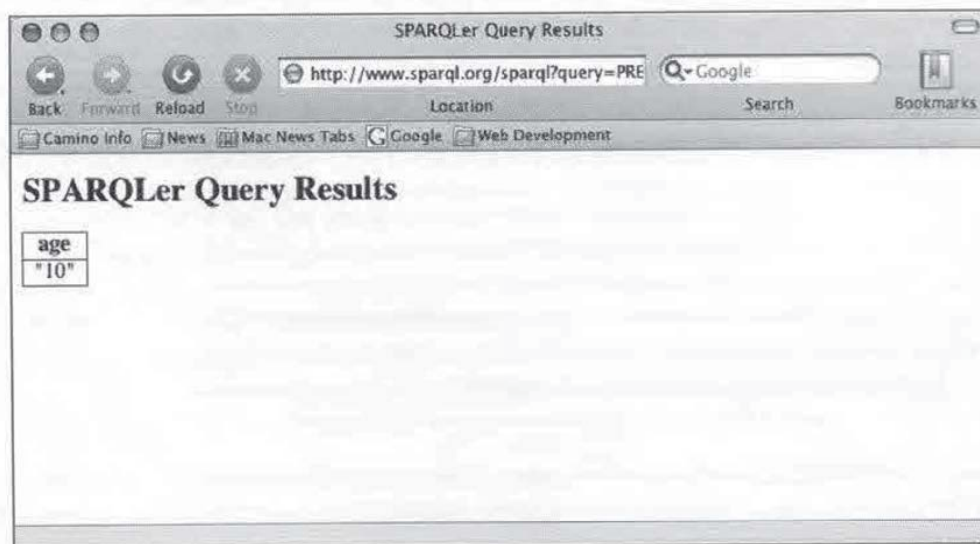 SPARQLer Query Results
http://www.sparql.org/sparql?query=PRE
Google
Back Forward Reload Stop Location Search Bookmarks
Camino Info News Mac News Tabs Google Web Development
SPARQLer Query Results
age
"10"